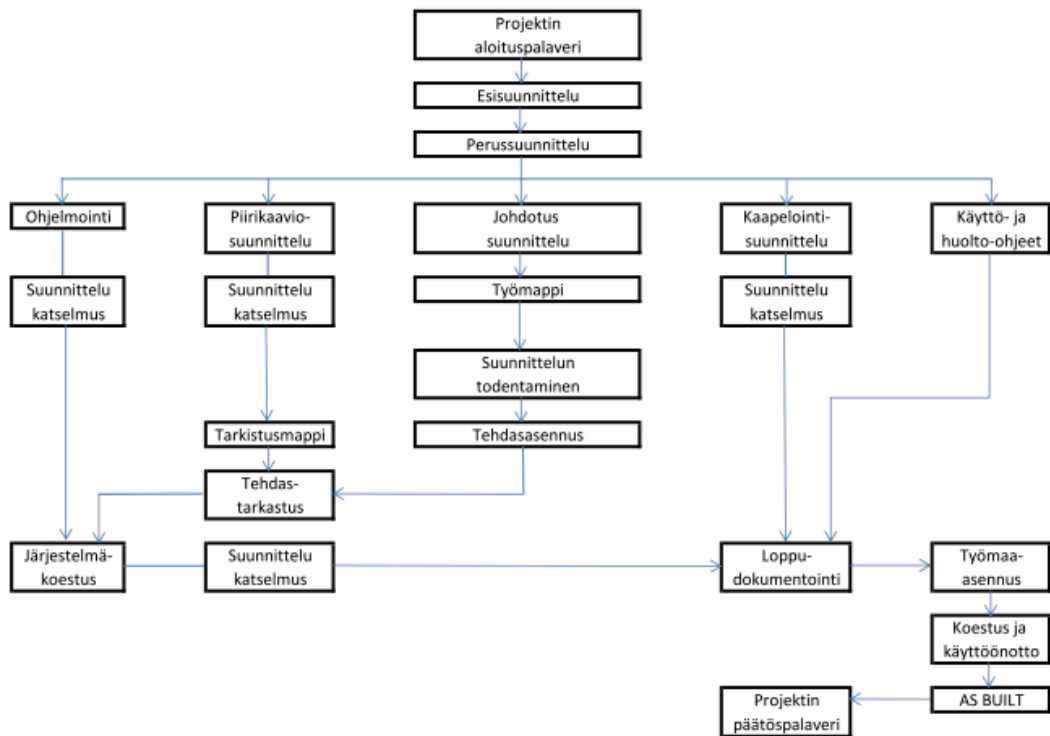 Projektin
aloituspalaveri
Esisuunnittelu
Perussuunnittelu
Ohjelmointi
Piirikaavio-
suunnittelu
Johdotus
suunnittelu
Kaapelointi-
suunnittelu
Käyttö- ja
huolto-ohjeet
Suunnittelu
katselmus
Suunnittelu
katselmus
Työmappi
Suunnittelu
katselmus
Suunnittelun
todentaminen
Tarkistusmappi
Tehdasasennus
Tehdas-
tarkastus
Järjestelmä-
koestus
Suunnittelu
katselmus
Loppu-
dokumentointi
Työmaa-
asennus
Koestus ja
käyttöönotto
Projektin
päätöspalaveri
AS BUILT